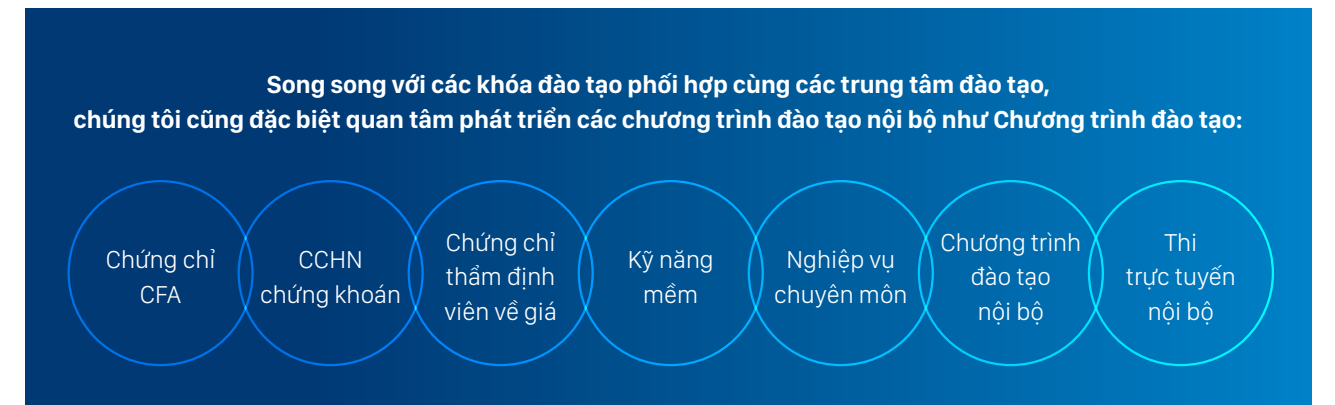 Song song với các khóa đào tạo phối hợp cùng các trung tâm đào tạo,
chúng tôi cũng đặc biệt quan tâm phát triển các chương trình đào tạo nội bộ như Chương trình đào tạo:
Chứng chỉ
CFA
CCHN
chứng khoán
Chứng chỉ
thẩm định
viên về giá
Kỹ năng
mềm
Nghiệp vụ
chuyên môn
Chương trình
đào tạo
nội bộ
Thi
trực tuyến
nội bộ